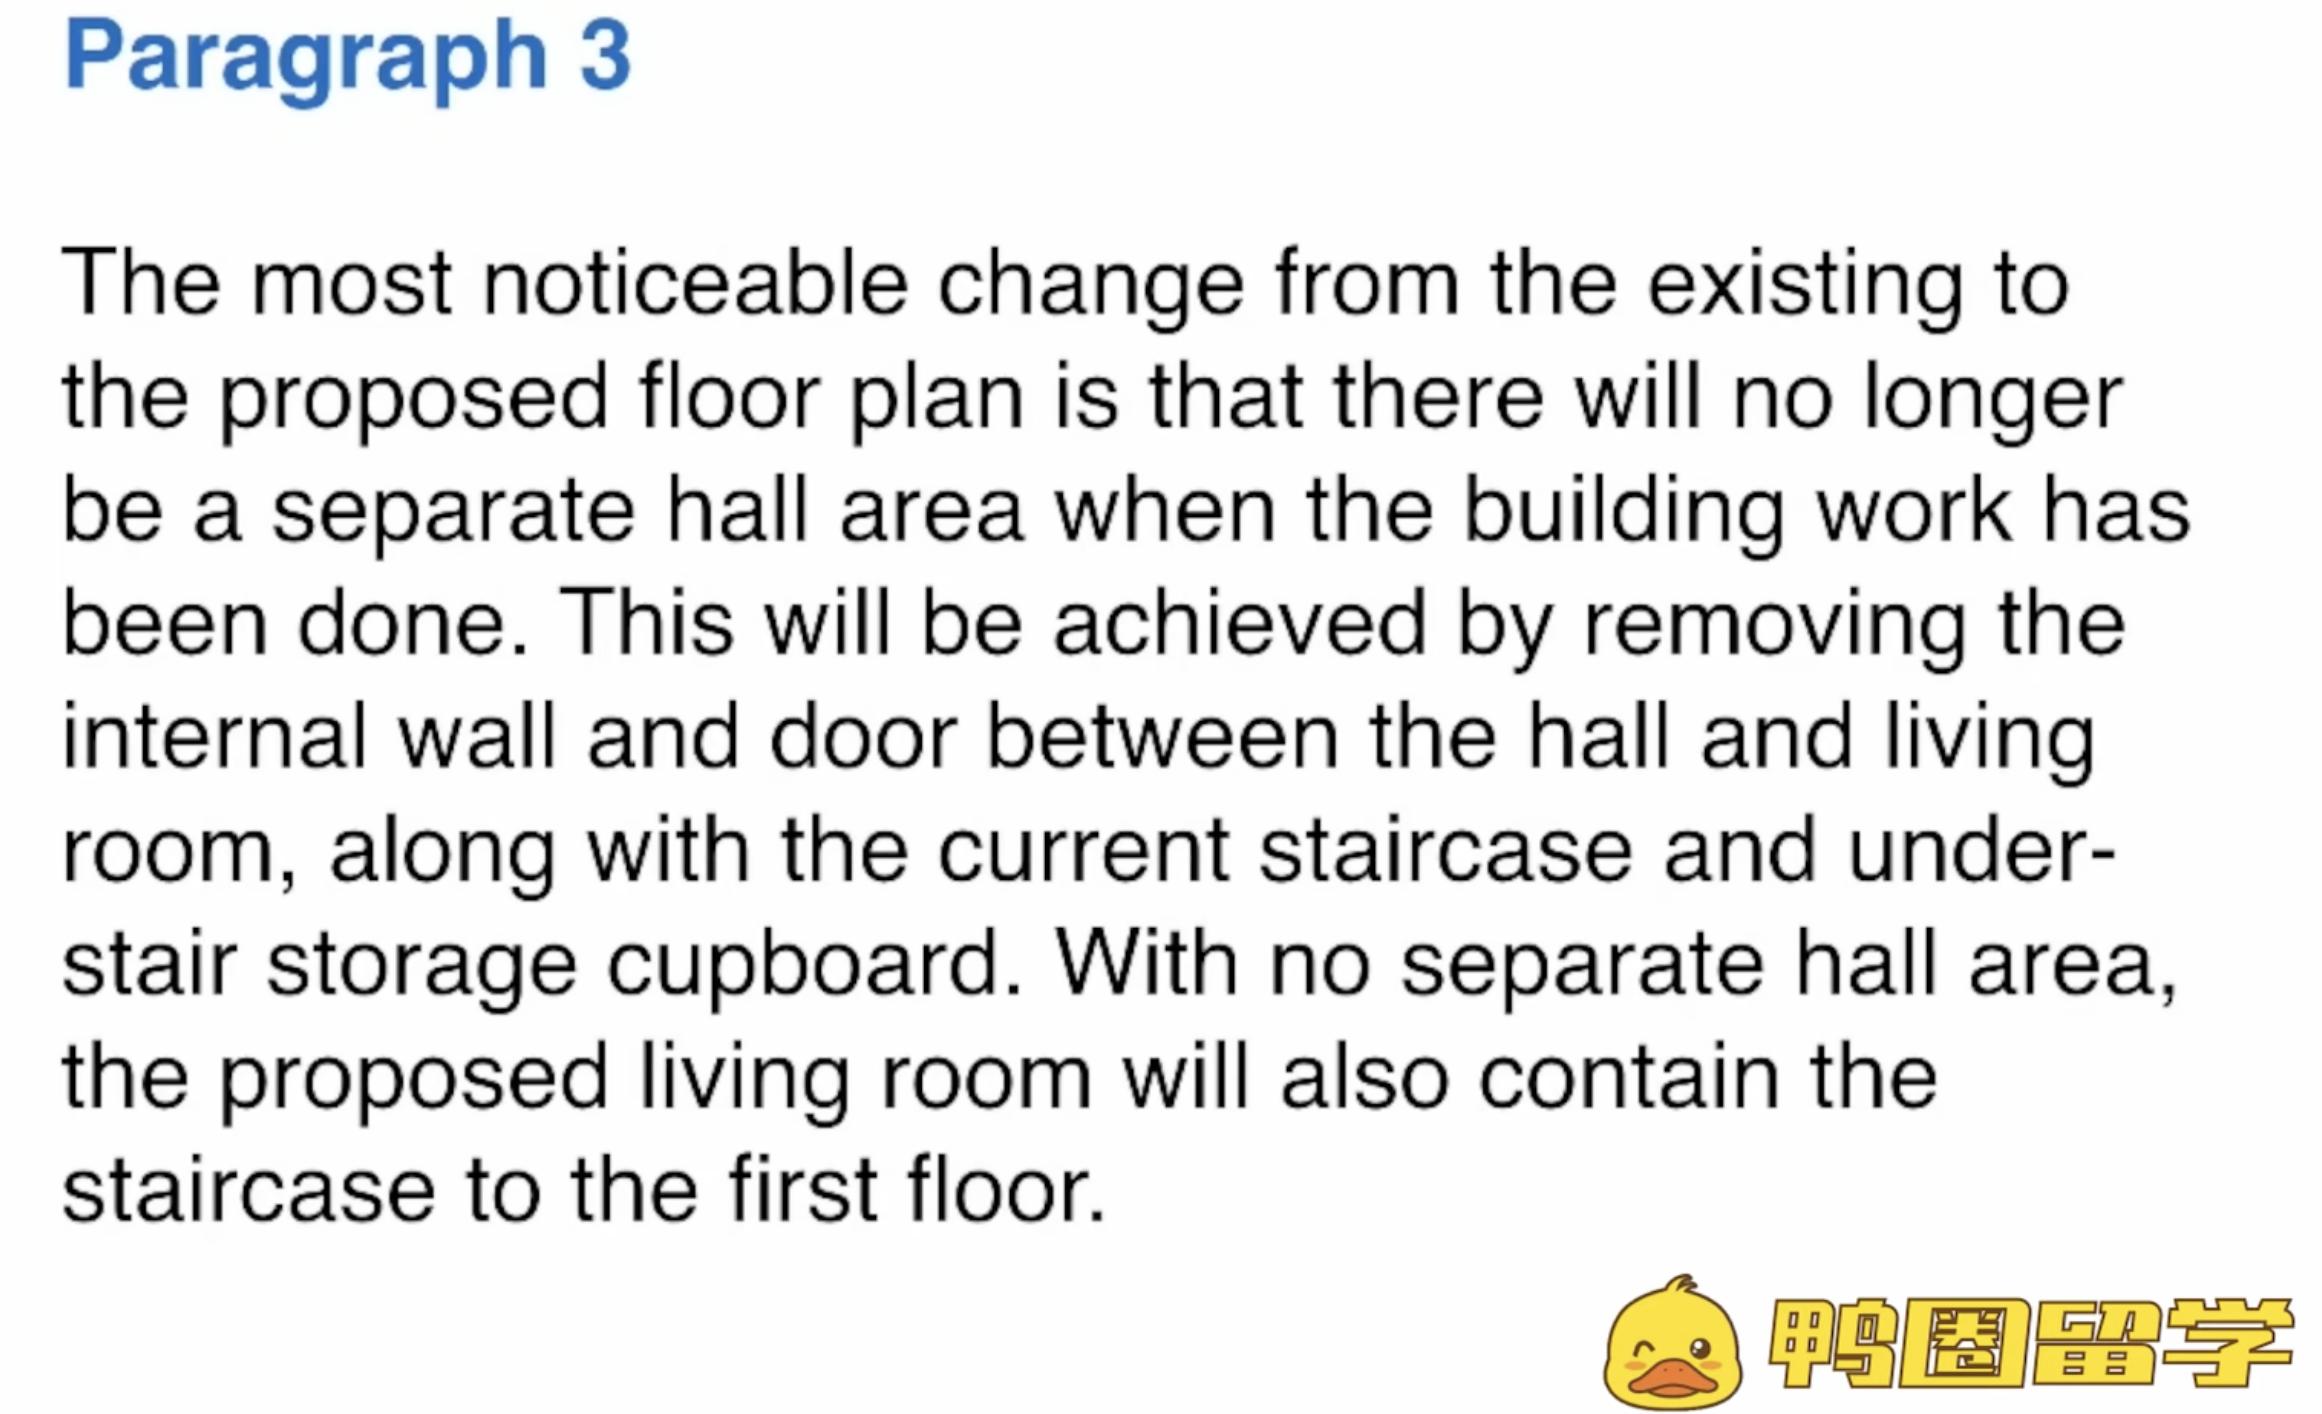 Paragraph 3
The most noticeable change from the existing to
the proposed floor plan is that there will no longer
be a separate hall area when the building work has
been done. This will be achieved by removing the
internal wall and door between the hall and living
room, along with the current staircase and under-
stair storage cupboard. With no separate hall area,
the proposed living room will also contain the
staircase to the first floor.
鸭圈留学